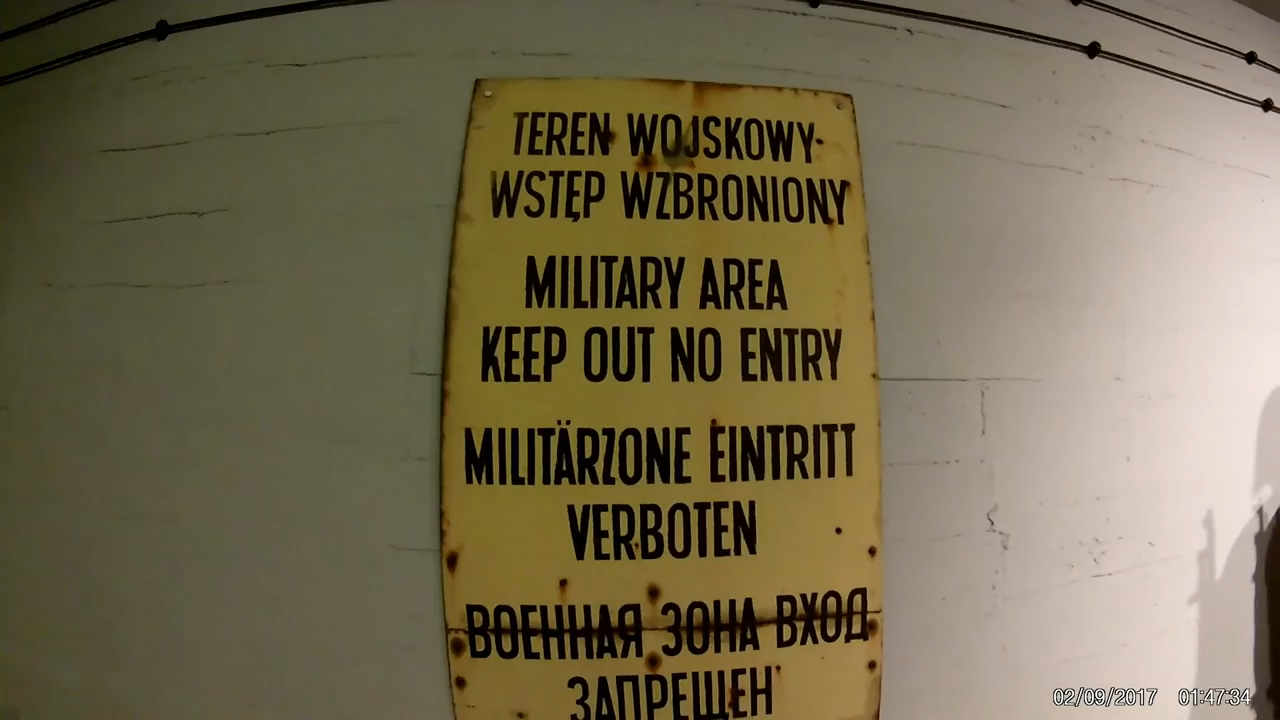 TEREN WOJSKOWY
WSTĘP WZBRONIONY
MILITARY AREA
KEEP OUT NO ENTRY
MILITÄRZONE EINTRITT
VERBOTEN
ВОЕННАЯ ЗОНА ВХОД
ЗАПРЕЩЕН
02/09/2017 01:47:34